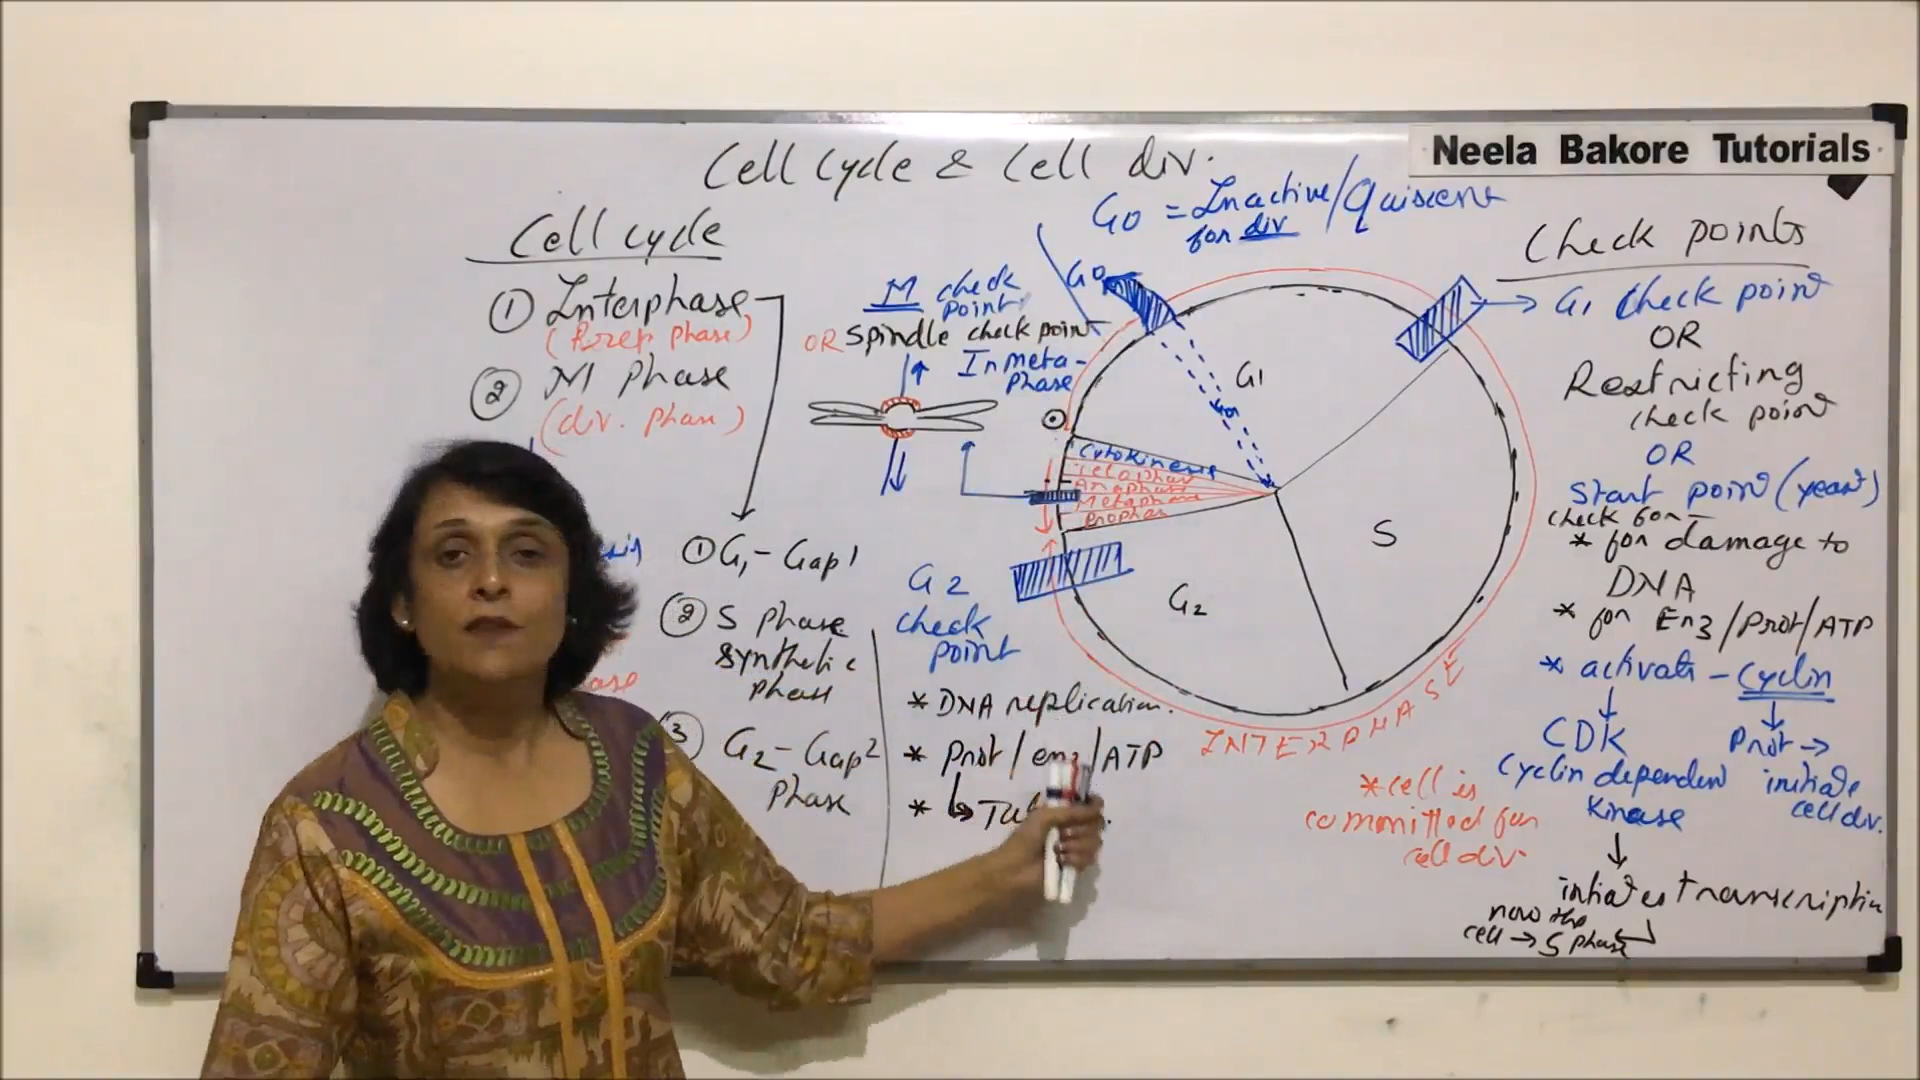 Neela Bakore Tutorials
Cell Cycle & Cell div.
Cell cycle
① Interphase
(Prep phase)
② M phase
(div. phase)
① G1 - Gap 1
② S phase
synthetic
phase
③ G2 - Gap 2
phase
M check
point
OR Spindle check point
In meta-
phase
G2
check
point
* DNA replication.
* Prot/enz/ATP
*
G0 = Inactive/Quiscent
for div
G0
G1
S
G2
Cytokinesis
Telophase
Anaphase
Metaphase
Prophase
INTERPHASE
Check points
G1 Check point
OR
Restricting
check point
OR
Start point (yeast)
check for -
* for damage to
DNA
* for Enz/Prot/ATP
* activate - Cyclin
CDK
Cyclin dependent
Kinase
Prot →
initiate
cell div.
initiates transcription
now the
cell → S phase
* cell is
committed for
cell div.